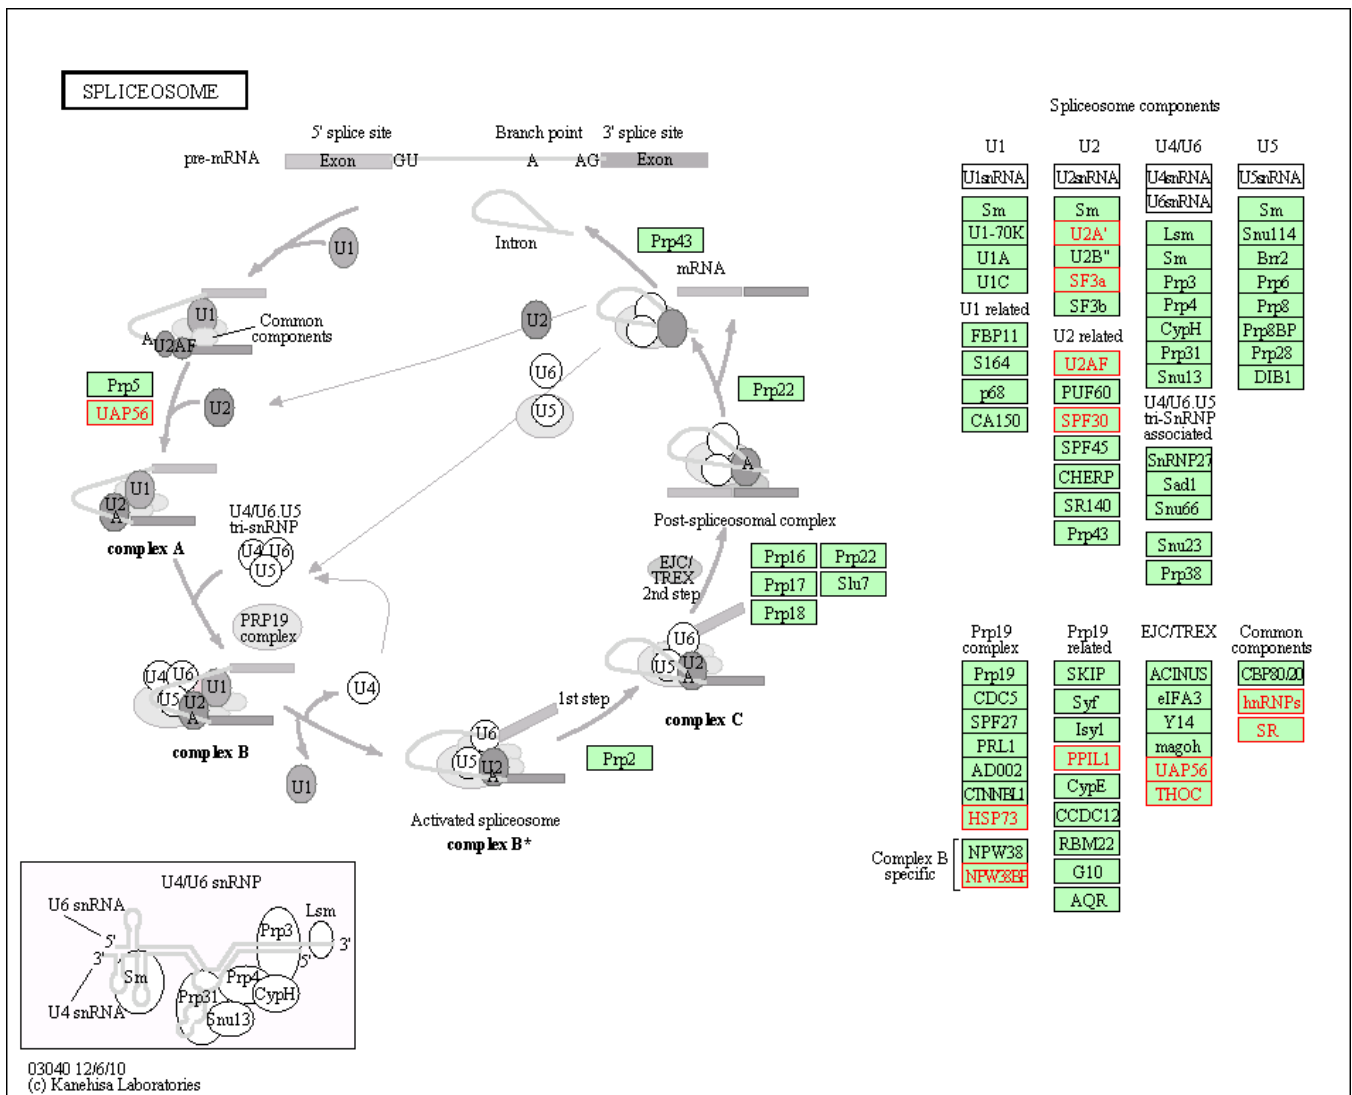 SPLICEOSOME
5' splice site
Branch point
3' splice site
pre-mRNA
Exon
GU
A
AG
Exon
U1
Intron
Prp43
mRNA
U1
Common
components
A
U2AF
U2
U6
U5
Prp5
UAP56
U2
Prp22
U1
U2
A
complex A
U4/U6.U5
tri-snRNP
U4
U6
U5
A
Post-spliceosomal complex
EJC/
TREX
2nd step
Prp16
Prp22
Prp17
Slu7
Prp18
PRP19
complex
U4
U6
U5
U1
U2
A
complex B
U4
U1
U6
U5
U2
A
complex C
1st step
U6
U5
U2
A
Prp2
Activated spliceosome
complex B*
Spliceosome components
U1
U1snRNA
Sm
U1-70K
U1A
U1C
U1 related
FBP11
S164
p68
CA150
U2
U2snRNA
Sm
U2A'
U2B"
SF3a
SF3b
U2 related
U2AF
PUF60
SPF30
SPF45
CHERP
SR140
Prp43
U4/U6
U4snRNA
U6snRNA
Lsm
Sm
Prp3
Prp4
CypH
Prp31
Snu13
U4/U6.U5
tri-SnRNP
associated
SnRNP27
Sad1
Snu66
Snu23
Prp38
U5
U5snRNA
Sm
Snu114
Brr2
Prp6
Prp8
Prp8BP
Prp28
DIB1
Prp19
complex
Prp19
CDC5
SPF27
PRL1
AD002
CTNNBL1
HSP73
Complex B
specific
NPW38
NPW38BP
Prp19
related
SKIP
Syf
Isy1
PPIL1
CypE
CCDC12
RBM22
G10
AQR
EJC/TREX
ACINUS
eIFA3
Y14
magoh
UAP56
THOC
Common
components
CBP80/20
hnRNPs
SR
U4/U6 snRNP
U6 snRNA
5'
3'
U4 snRNA
Sm
Prp31
Snu13
Prp4
CypH
Prp3
Lsm
5'
3'
03040 12/6/10
(c) Kanehisa Laboratories